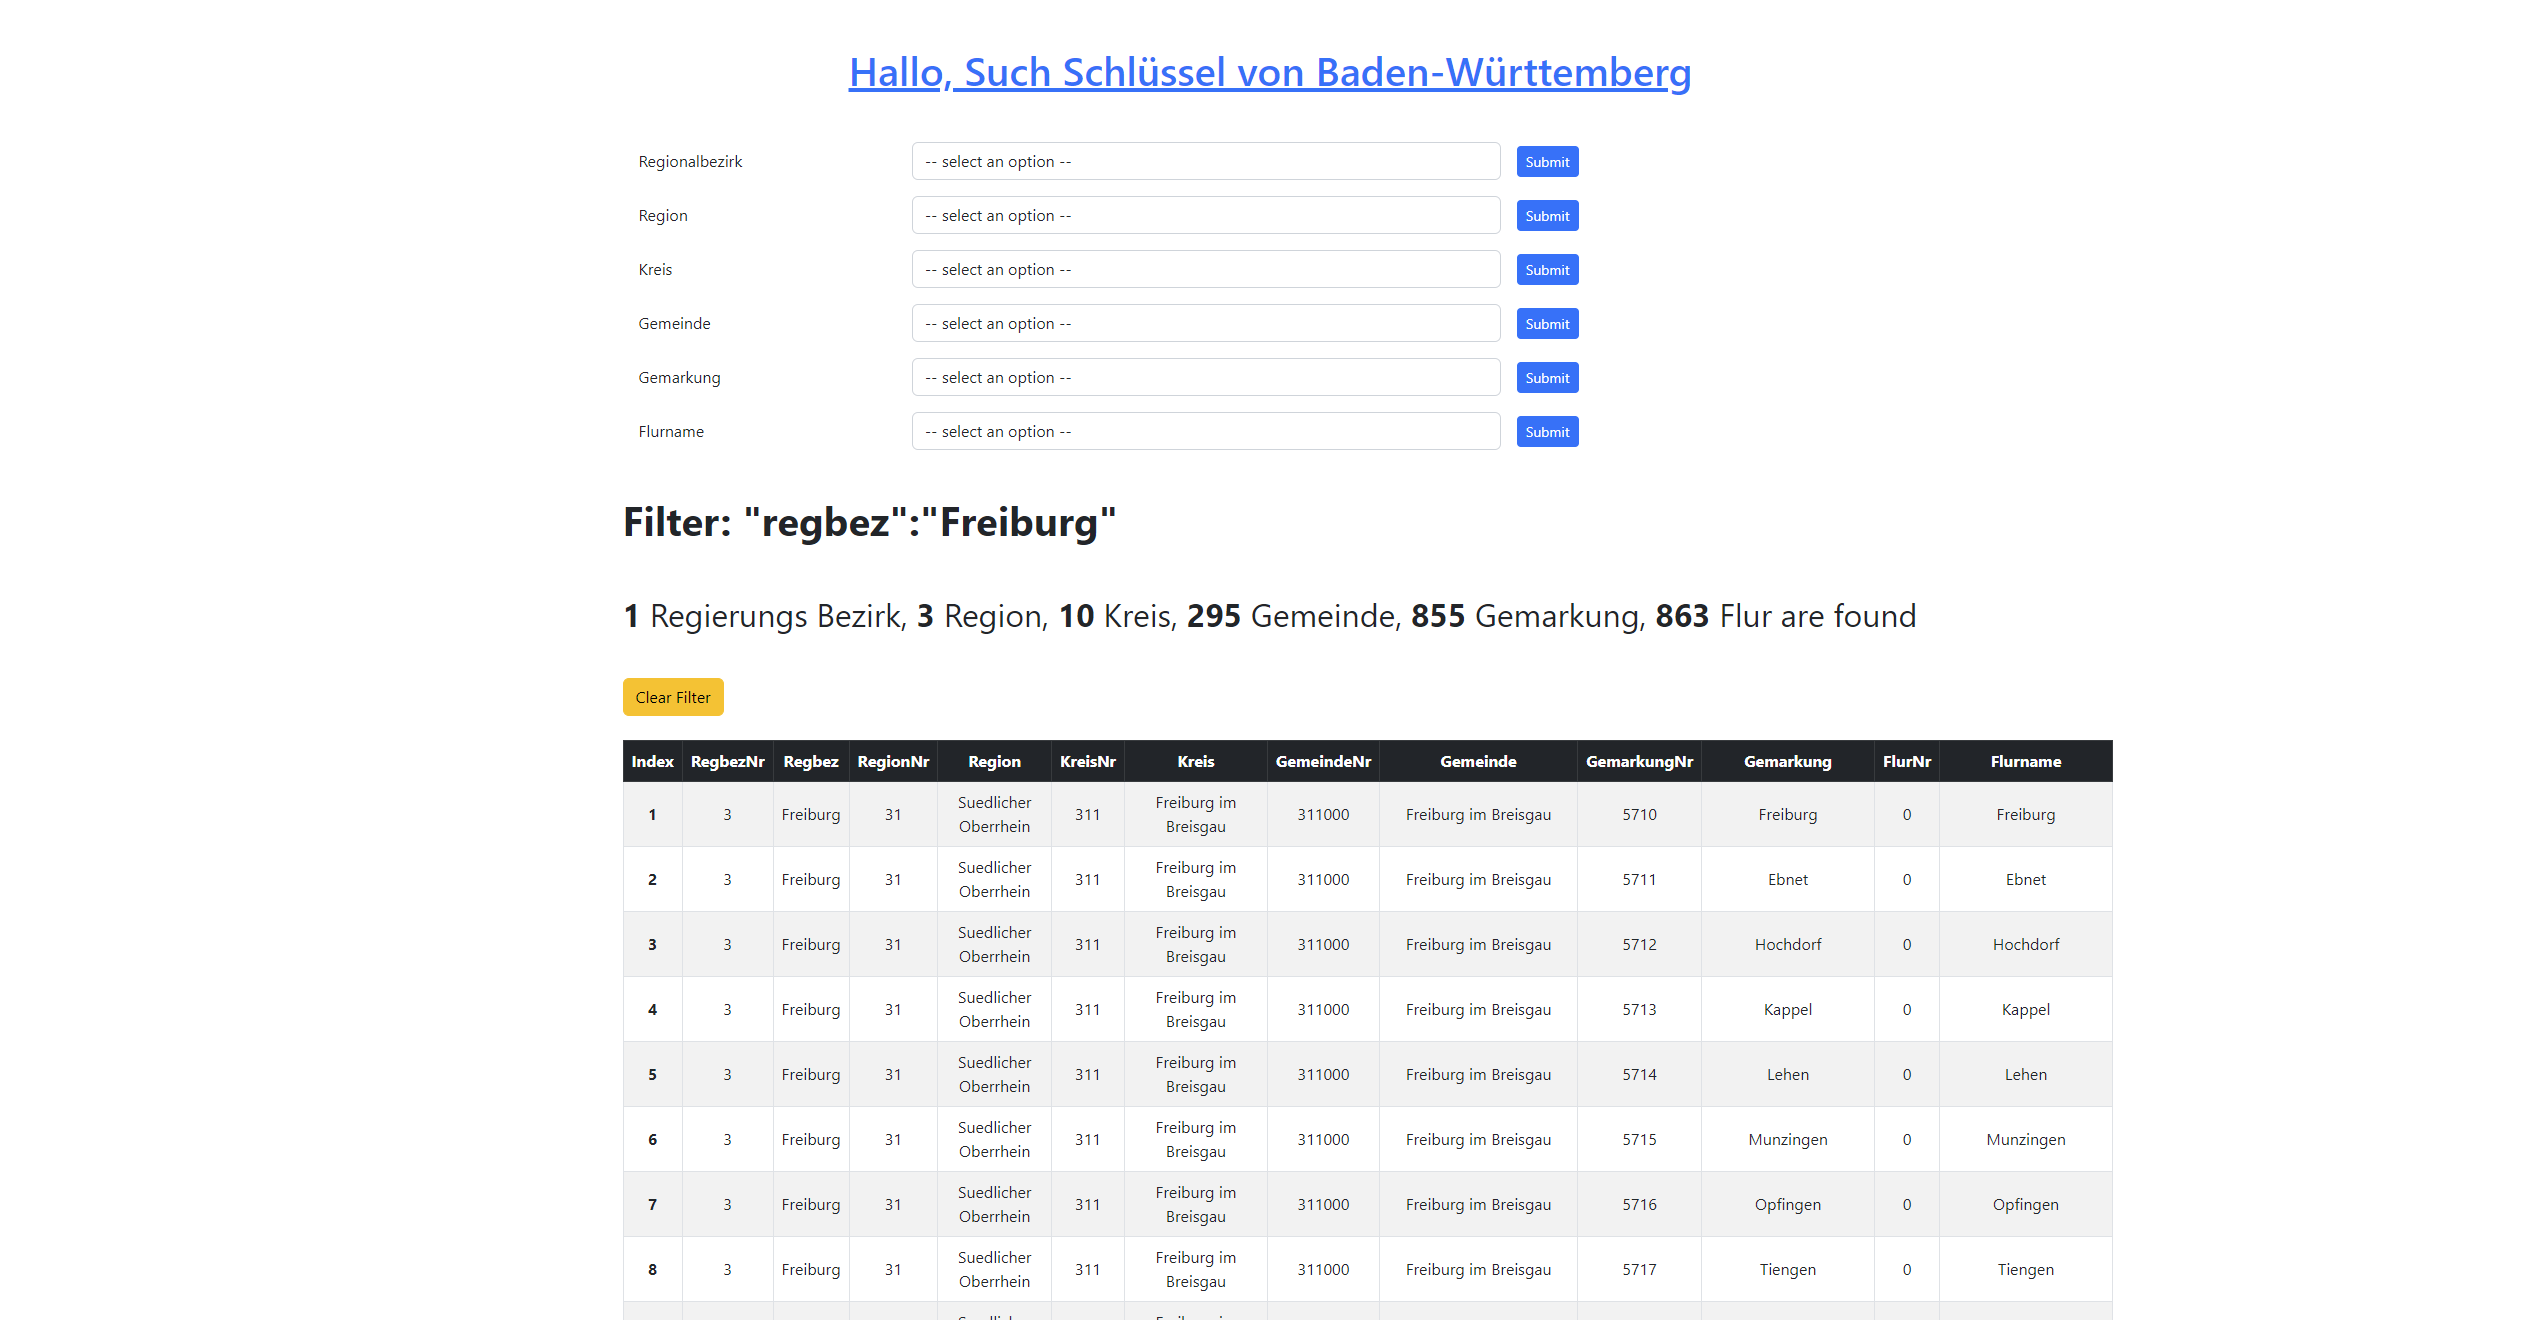 Hallo, Such Schlüssel von Baden-Württemberg
Regionalbezirk -- select an option -- Submit
Region -- select an option -- Submit
Kreis -- select an option -- Submit
Gemeinde -- select an option -- Submit
Gemarkung -- select an option -- Submit
Flurname -- select an option -- Submit
Filter: "regbez":"Freiburg"
1 Regierungs Bezirk, 3 Region, 10 Kreis, 295 Gemeinde, 855 Gemarkung, 863 Flur are found
Clear Filter
Index RegbezNr Regbez RegionNr Region KreisNr Kreis GemeindeNr Gemeinde GemarkungNr Gemarkung FlurNr Flurname
1 3 Freiburg 31 Suedlicher Oberrhein 311 Freiburg im Breisgau 311000 Freiburg im Breisgau 5710 Freiburg 0 Freiburg
2 3 Freiburg 31 Suedlicher Oberrhein 311 Freiburg im Breisgau 311000 Freiburg im Breisgau 5711 Ebnet 0 Ebnet
3 3 Freiburg 31 Suedlicher Oberrhein 311 Freiburg im Breisgau 311000 Freiburg im Breisgau 5712 Hochdorf 0 Hochdorf
4 3 Freiburg 31 Suedlicher Oberrhein 311 Freiburg im Breisgau 311000 Freiburg im Breisgau 5713 Kappel 0 Kappel
5 3 Freiburg 31 Suedlicher Oberrhein 311 Freiburg im Breisgau 311000 Freiburg im Breisgau 5714 Lehen 0 Lehen
6 3 Freiburg 31 Suedlicher Oberrhein 311 Freiburg im Breisgau 311000 Freiburg im Breisgau 5715 Munzingen 0 Munzingen
7 3 Freiburg 31 Suedlicher Oberrhein 311 Freiburg im Breisgau 311000 Freiburg im Breisgau 5716 Opfingen 0 Opfingen
8 3 Freiburg 31 Suedlicher Oberrhein 311 Freiburg im Breisgau 311000 Freiburg im Breisgau 5717 Tiengen 0 Tiengen